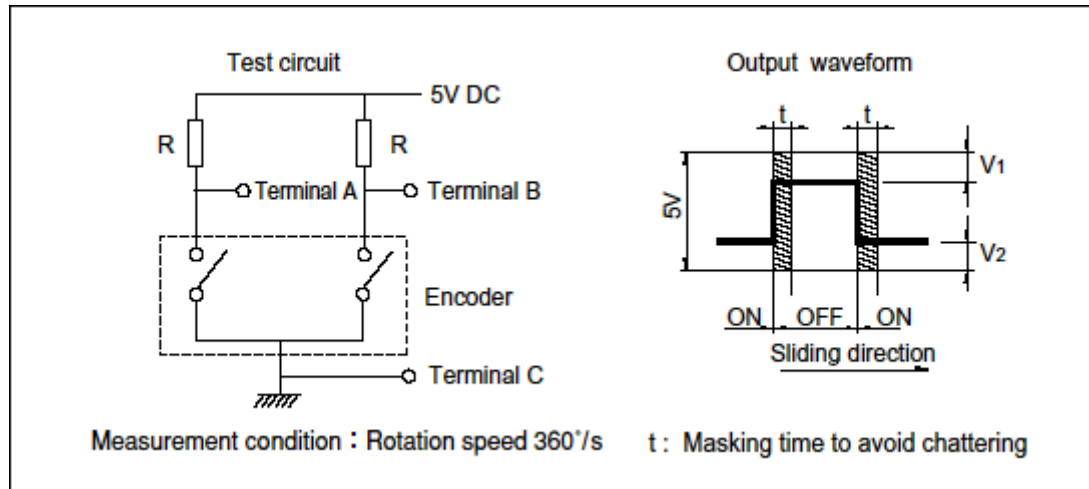 Test circuit
5V DC
R
R
Terminal A
Terminal B
Encoder
Terminal C
Output waveform
t
t
V1
5V
V2
ON
OFF
ON
Sliding direction
Measurement condition : Rotation speed 360°/s
t : Masking time to avoid chattering